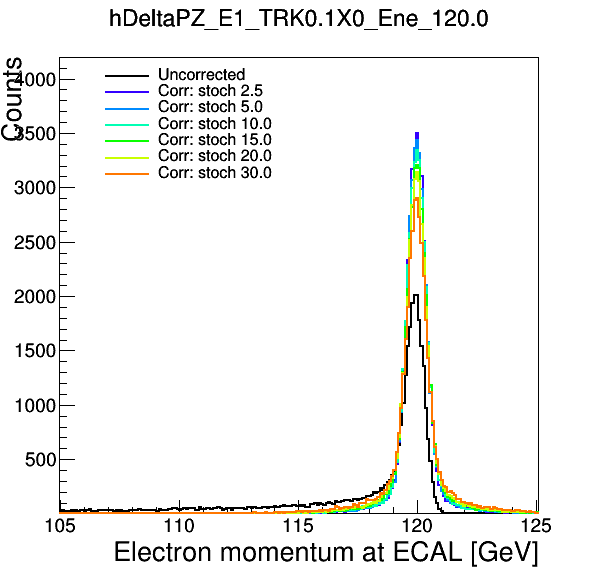 hDeltaPZ_E1_TRK0.1X0_Ene_120.0
Counts
4000
3500
3000
2500
2000
1500
1000
500
Uncorrected
Corr: stoch 2.5
Corr: stoch 5.0
Corr: stoch 10.0
Corr: stoch 15.0
Corr: stoch 20.0
Corr: stoch 30.0
105 110 115 120 125
Electron momentum at ECAL [GeV]